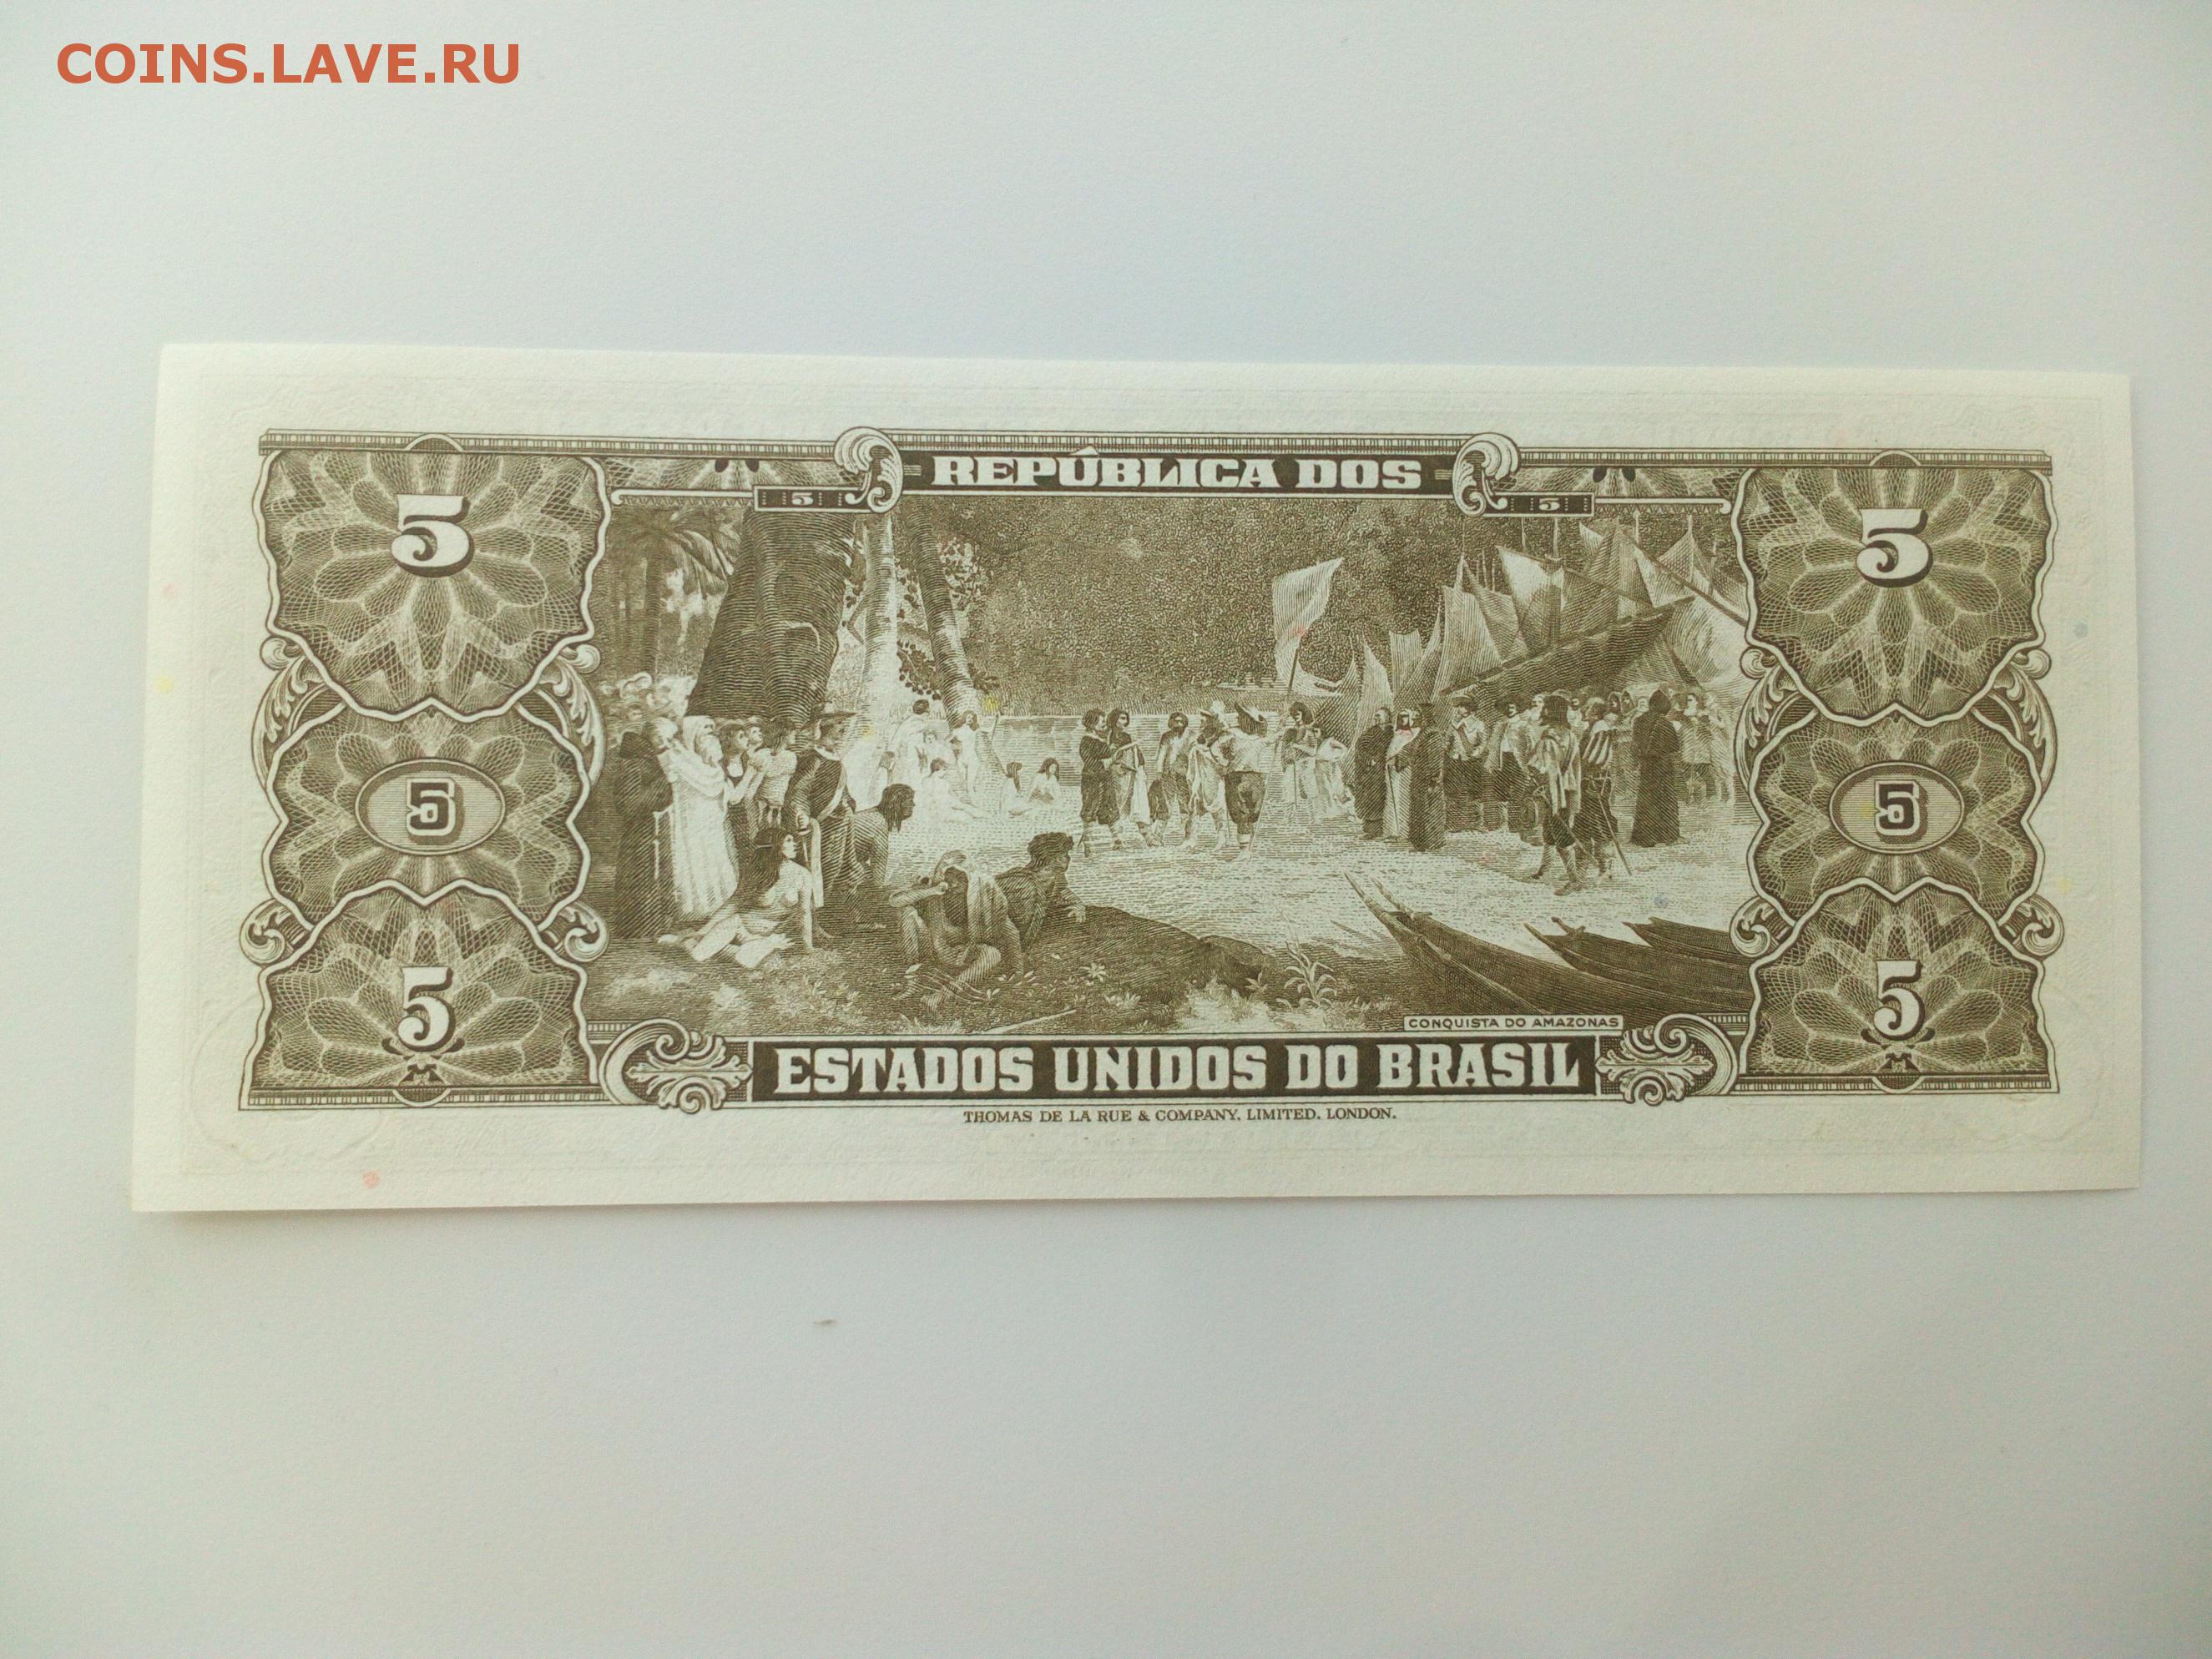 COINS.LAVE.RU
REPÚBLICA DOS
5 5 5 5
5 5
5 5
CONQUISTA DO AMAZONAS
ESTADOS UNIDOS DO BRASIL
THOMAS DE LA RUE & COMPANY, LIMITED, LONDON.